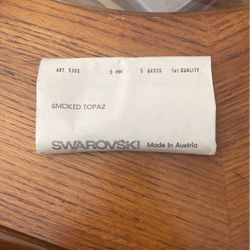 ART. 5305 5 MM 5 GROSS 1st QUALITY
SMOKED TOPAZ
SWAROVSKI Made in Austria